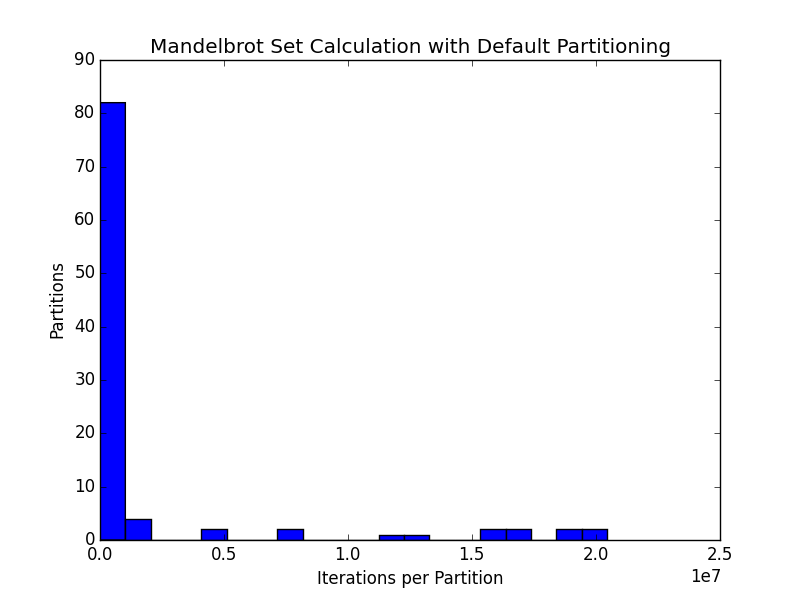 Mandelbrot Set Calculation with Default Partitioning
90
80
70
60
50
40
30
20
10
0
Partitions
0.0 0.5 1.0 1.5 2.0 2.5
1e7
Iterations per Partition